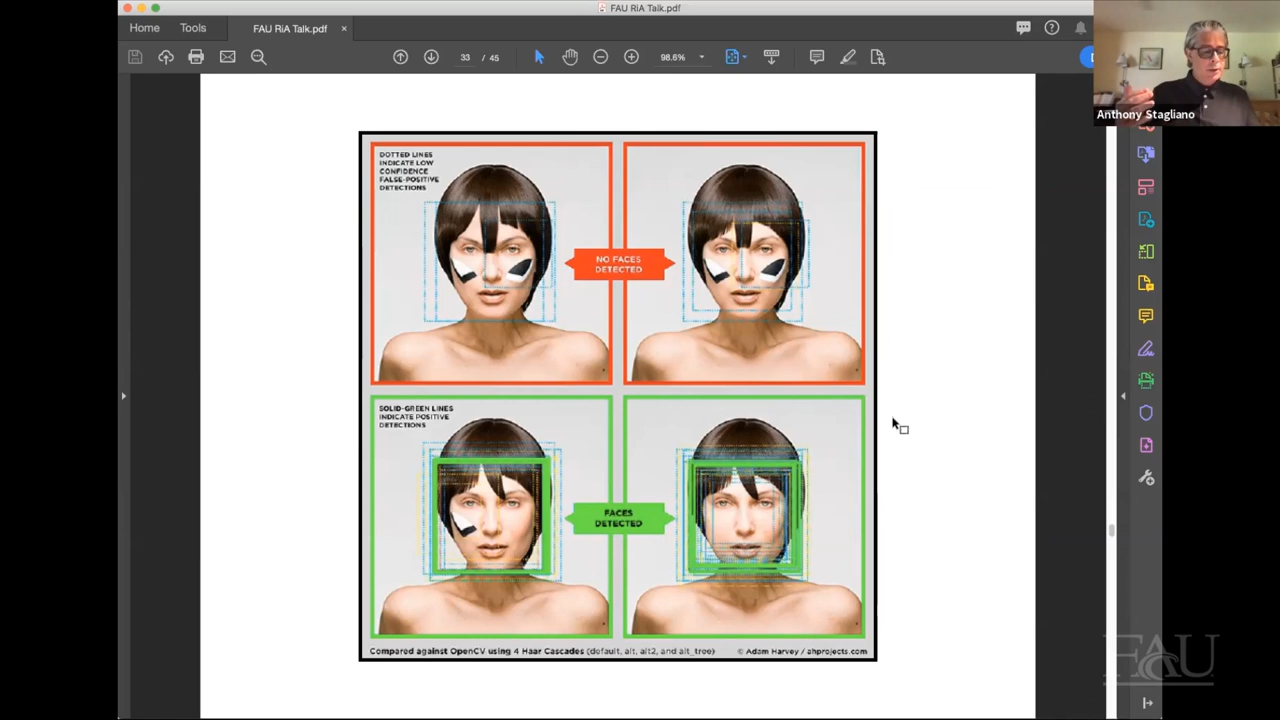 FAU RiA Talk.pdf
Home Tools FAU RiA Talk.pdf ×
33 / 45 98.6%
Anthony Stagliano
DOTTED LINES
INDICATE LOW
CONFIDENCE
FALSE-POSITIVE
DETECTIONS
NO FACES
DETECTED
SOLID-GREEN LINES
INDICATE POSITIVE
DETECTIONS
FACES
DETECTED
Compared against OpenCV using 4 Haar Cascades (default, alt, alt2, and alt_tree) © Adam Harvey / ahprojects.com
FAU